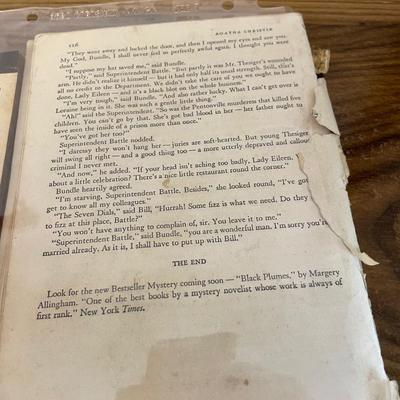 126 AGATHA CHRISTIE
"They went away and locked the door, and then I opened my eyes and saw you.
My God, Bundle, I shall never feel so perfectly awful again. I thought you were
dead."
"I suppose my hat saved me," said Bundle.
"Partly," said Superintendent Battle. "But partly it was Mr. Thesiger's wounded
arm. He didn't realize it himself — but it had only half its usual strength. Still, that's
all no credit to the Department. We didn't take the care of you we ought to have
done, Lady Eileen — and it's a black blot on the whole business."
"I'm very tough," said Bundle. "And also rather lucky. What I can't get over is
Loraine being in it. She was such a gentle little thing."
"Ah!" said the Superintendent. "So was the Pentonville murderess that killed five
children. You can't go by that. She's got bad blood in her — her father ought to
have seen the inside of a prison more than once."
"You've got her too?"
Superintendent Battle nodded.
"I daresay they won't hang her — juries are soft-hearted. But young Thesiger
will swing all right — and a good thing too — a more utterly depraved and callous
criminal I never met.
"And now," he added. "If your head isn't aching too badly, Lady Eileen,
about a little celebration? There's a nice little restaurant round the corner."
Bundle heartily agreed.
"I'm starving, Superintendent Battle. Besides," she looked round, "I've got
get to know all my colleagues."
"The Seven Dials," said Bill, "Hurrah! Some fizz is what we need. Do they
to fizz at this place, Battle?"
"You won't have anything to complain of, sir. You leave it to me."
"Superintendent Battle," said Bundle, "you are a wonderful man. I'm sorry you're
married already. As it is, I shall have to put up with Bill."
THE END
Look for the new Bestseller Mystery coming soon — "Black Plumes," by Margery
Allingham. "One of the best books by a mystery novelist whose work is always of
first rank." New York Times.